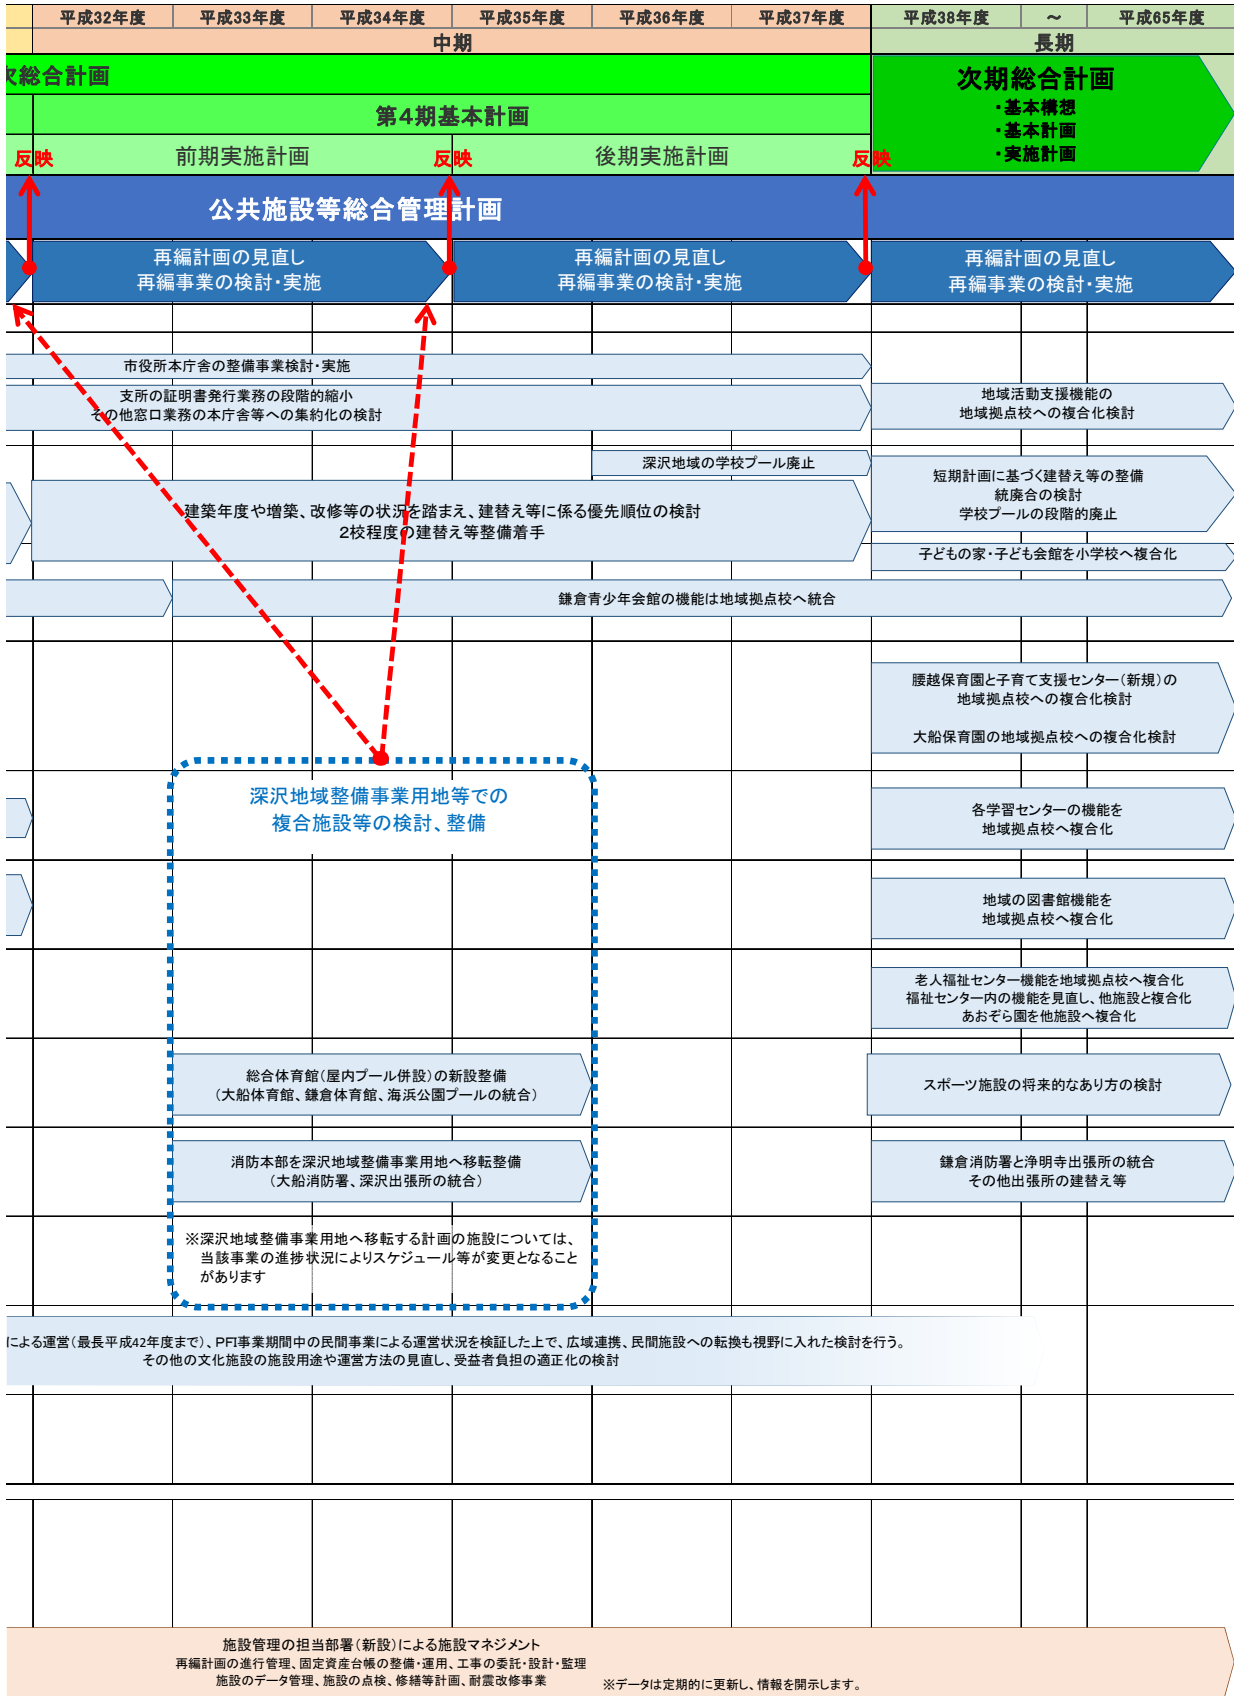 平成32年度 平成33年度 平成34年度 平成35年度 平成36年度 平成37年度 平成38年度 ～ 平成65年度
中期 長期
次総合計画
次期総合計画
・基本構想
・基本計画
・実施計画
第4期基本計画
反映 前期実施計画 反映 後期実施計画 反映
公共施設等総合管理計画
再編計画の見直し
再編事業の検討・実施
再編計画の見直し
再編事業の検討・実施
再編計画の見直し
再編事業の検討・実施
市役所本庁舎の整備事業検討・実施
支所の証明書発行業務の段階的縮小
その他窓口業務の本庁舎等への集約化の検討
地域活動支援機能の
地域拠点校への複合化検討
深沢地域の学校プール廃止
建築年度や増築、改修等の状況を踏まえ、建替え等に係る優先順位の検討
2校程度の建替え等整備着手
短期計画に基づく建替え等の整備
統廃合の検討
学校プールの段階的廃止
子どもの家・子ども会館を小学校へ複合化
鎌倉青少年会館の機能は地域拠点校へ統合
腰越保育園と子育て支援センター（新規）の
地域拠点校への複合化検討
大船保育園の地域拠点校への複合化検討
深沢地域整備事業用地等での
複合施設等の検討、整備
各学習センターの機能を
地域拠点校へ複合化
地域の図書館機能を
地域拠点校へ複合化
老人福祉センター機能を地域拠点校へ複合化
福祉センター内の機能を見直し、他施設と複合化
あおぞら園を他施設へ複合化
総合体育館（屋内プール併設）の新設整備
（大船体育館、鎌倉体育館、海浜公園プールの統合）
スポーツ施設の将来的なあり方の検討
消防本部を深沢地域整備事業用地へ移転整備
（大船消防署、深沢出張所の統合）
鎌倉消防署と浄明寺出張所の統合
その他出張所の建替え等
※深沢地域整備事業用地へ移転する計画の施設については、
当該事業の進捗状況によりスケジュール等が変更となること
があります
による運営（最長平成42年度まで）、PFI事業期間中の民間事業による運営状況を検証した上で、広域連携、民間施設への転換も視野に入れた検討を行う。
その他の文化施設の施設用途や運営方法の見直し、受益者負担の適正化の検討
施設管理の担当部署（新設）による施設マネジメント
再編計画の進行管理、固定資産台帳の整備・運用、工事の委託・設計・監理
施設のデータ管理、施設の点検、修繕等計画、耐震改修事業
※データは定期的に更新し、情報を開示します。